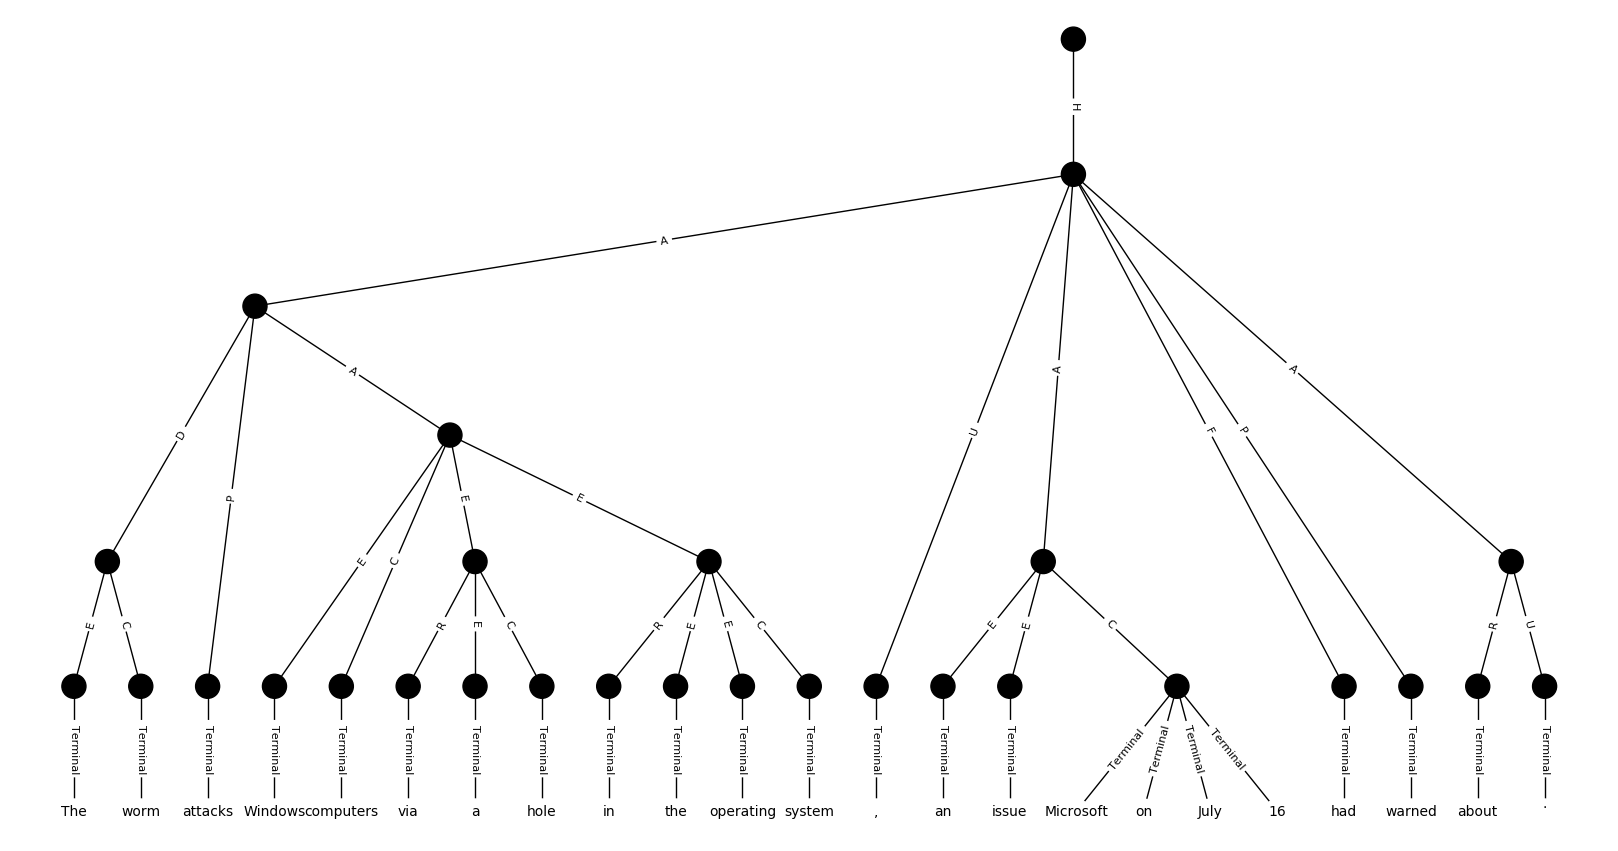 H
A
A
A
A
D
U
F
P
P
E
E
E
C
E
C
R
E
C
R
E
E
C
E
E
C
R
U
Terminal Terminal Terminal Terminal Terminal Terminal Terminal Terminal Terminal Terminal Terminal Terminal Terminal Terminal Terminal Terminal Terminal Terminal Terminal Terminal Terminal Terminal Terminal
The worm attacks Windows computers via a hole in the operating system , an issue Microsoft on July 16 had warned about .